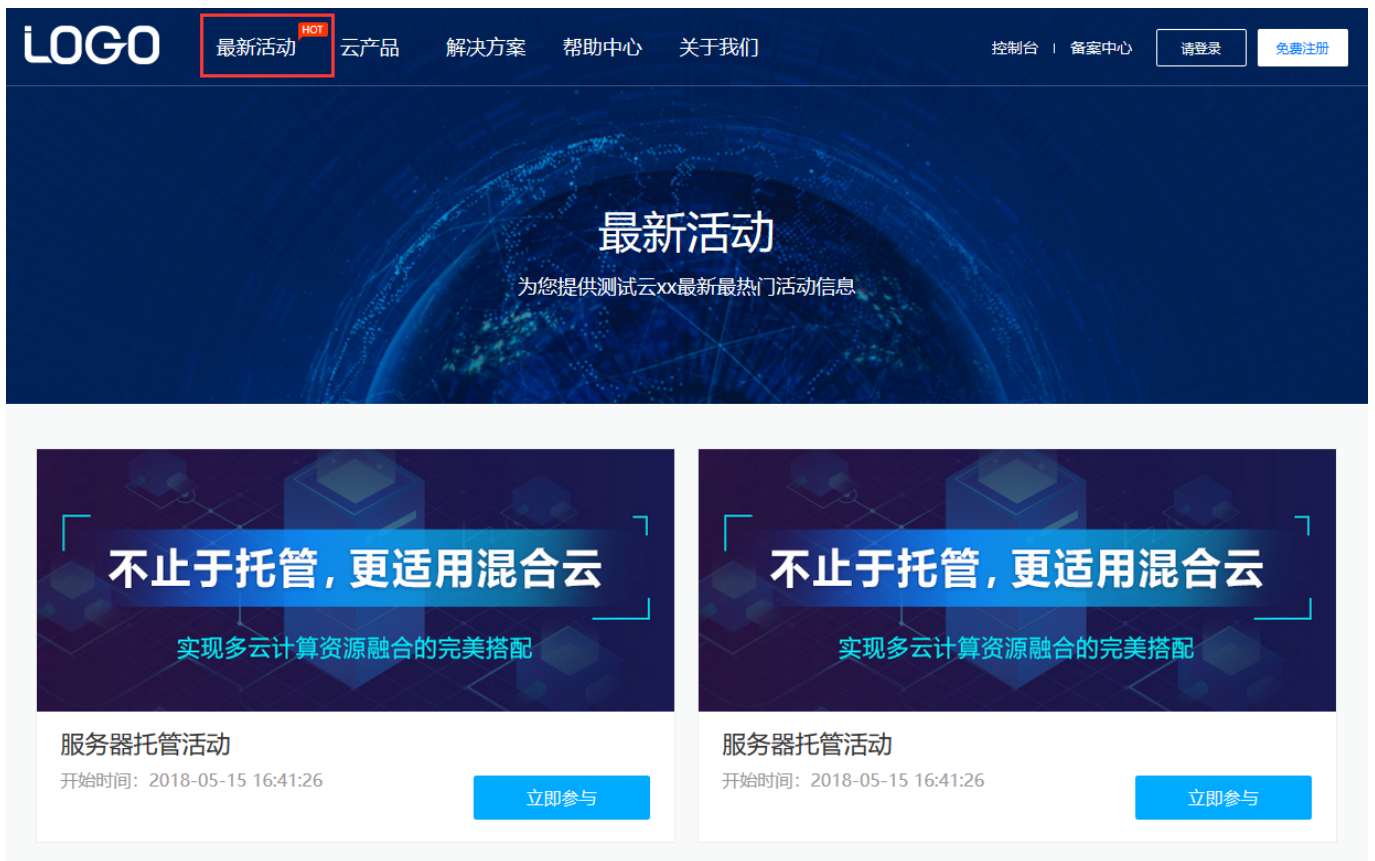 LOGO
最新活动 HOT 云产品 解决方案 帮助中心 关于我们 控制台 | 备案中心 请登录 免费注册
最新活动
为您提供测试云xx最新最热门活动信息
不止于托管, 更适用混合云
实现多云计算资源融合的完美搭配
服务器托管活动
开始时间：2018-05-15 16:41:26
立即参与
不止于托管, 更适用混合云
实现多云计算资源融合的完美搭配
服务器托管活动
开始时间：2018-05-15 16:41:26
立即参与